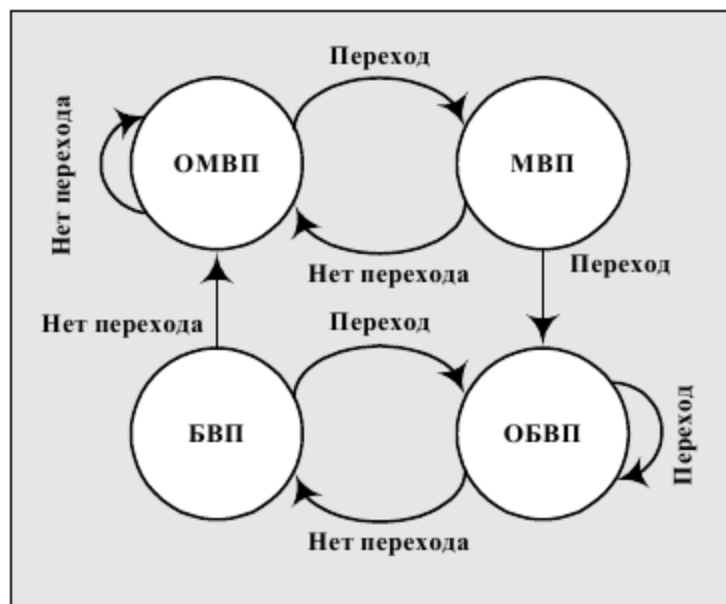 Переход
Нет перехода
ОМВП
МВП
Нет перехода
Переход
Нет перехода
Переход
БВП
ОБВП
Переход
Нет перехода